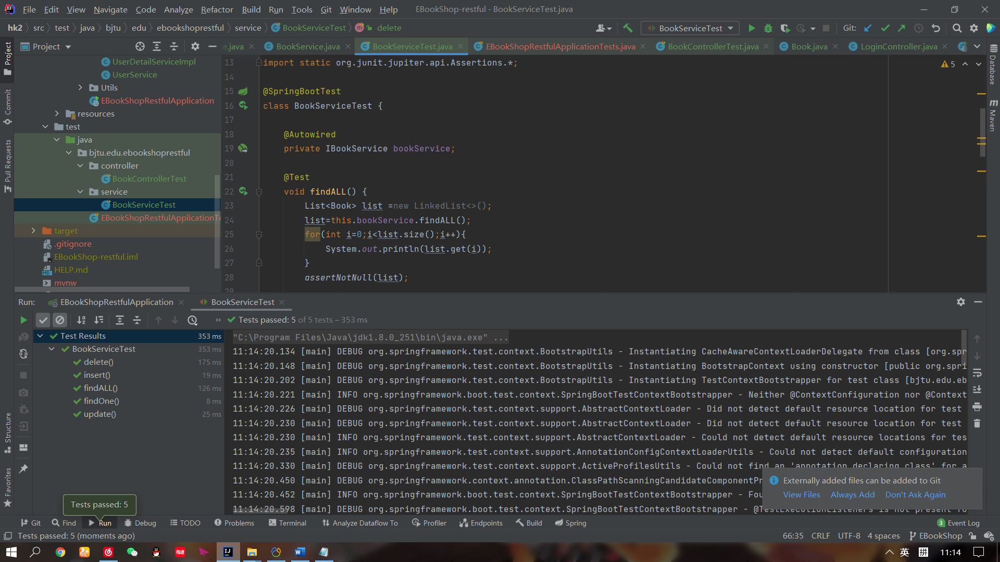 File Edit View Navigate Code Analyze Refactor Build Run Tools Git Window Help EBookShop-restful - BookServiceTest.java
hk2 src test java bjtu edu ebookshoprestful service BookServiceTest delete BookServiceTest Git:
Project e.java BookService.java BookServiceTest.java EBookShopRestfulApplicationTests.java BookControllerTest.java Book.java LoginController.java
Project
Commit
Pull Requests
Structure
Favorites
UserDetailServiceImpl
UserService
Utils
EBookShopRestfulApplication
resources
test
java
bjtu.edu.ebookshoprestful
controller
BookControllerTest
service
BookServiceTest
EBookShopRestfulApplicationTe
target
.gitignore
EBookShop-restful.iml
HELP.md
mvnw
13 import static org.junit.jupiter.api.Assertions.*;
14
15 @SpringBootTest
16 class BookServiceTest {
17
18 @Autowired
19 private IBookService bookService;
20
21 @Test
22 void findALL() {
23 List<Book> list =new LinkedList<>();
24 list=this.bookService.findALL();
25 for(int i=0;i<list.size();i++){
26 System.out.println(list.get(i));
27 }
28 assertNotNull(list);
29
5
Database
Maven
Run: EBookShopRestfulApplication BookServiceTest
Tests passed: 5 of 5 tests – 353 ms
Test Results 353 ms
BookServiceTest 353 ms
delete() 175 ms
insert() 19 ms
findALL() 126 ms
findOne() 8 ms
update() 25 ms
"C:\Program Files\Java\jdk1.8.0_251\bin\java.exe" ...
11:14:20.134 [main] DEBUG org.springframework.test.context.BootstrapUtils - Instantiating CacheAwareContextLoaderDelegate from class [org.spr
11:14:20.148 [main] DEBUG org.springframework.test.context.BootstrapUtils - Instantiating BootstrapContext using constructor [public org.spri
11:14:20.202 [main] DEBUG org.springframework.test.context.BootstrapUtils - Instantiating TestContextBootstrapper for test class [bjtu.edu.eb
11:14:20.221 [main] INFO org.springframework.boot.test.context.SpringBootTestContextBootstrapper - Neither @ContextConfiguration nor @Context
11:14:20.226 [main] DEBUG org.springframework.test.context.support.AbstractContextLoader - Did not detect default resource location for test
11:14:20.230 [main] DEBUG org.springframework.test.context.support.AbstractContextLoader - Did not detect default resource location for test
11:14:20.230 [main] INFO org.springframework.test.context.support.AbstractContextLoader - Could not detect default resource locations for tes
11:14:20.235 [main] INFO org.springframework.test.context.support.AnnotationConfigContextLoaderUtils - Could not detect default configuration
11:14:20.330 [main] DEBUG org.springframework.test.context.support.ActiveProfilesUtils - Could not find an 'annotation declaring class' for a
11:14:20.450 [main] DEBUG org.springframework.context.annotation.ClassPathScanningCandidateComponentPr
11:14:20.452 [main] INFO org.springframework.boot.test.context.SpringBootTestContextBootstrapper - Fou
11:14:20.598 [main] DEBUG org.springframework.boot.test.context.SpringBootTestContextBootstrapper - @TestExecutionListeners is not present fo
Externally added files can be added to Git
View Files Always Add Don't Ask Again
Tests passed: 5
Git Find Run Debug TODO Problems Terminal Analyze Dataflow To Profiler Endpoints Build Spring 3 Event Log
Tests passed: 5 (moments ago) 66:35 CRLF UTF-8 4 spaces EBookShop
英 拼 11:14